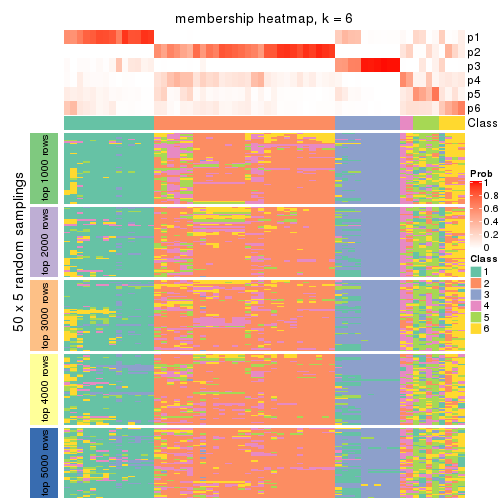 membership heatmap, k = 6
p1
p2
p3
p4
p5
p6
Class
50 x 5 random samplings
top 1000 rows
top 2000 rows
top 3000 rows
top 4000 rows
top 5000 rows
Prob
1
0.8
0.6
0.4
0.2
0
Class
1
2
3
4
5
6